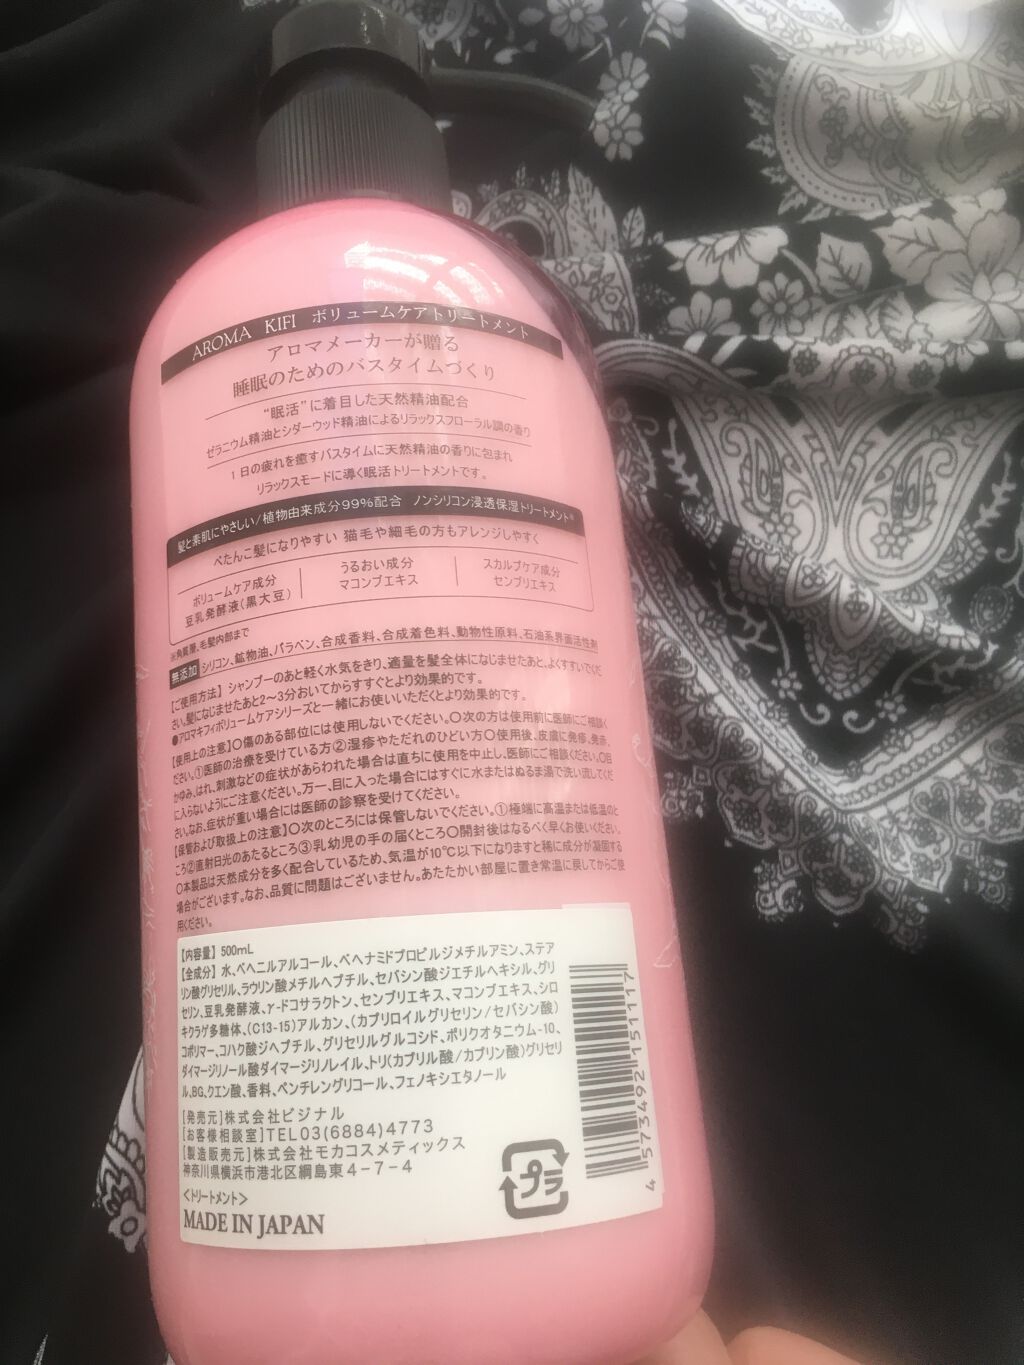 AROMA KIFI ボリュームケアトリートメント
アロマメーカーが贈る
睡眠のためのバスタイムづくり
"眠活"に着目した天然精油配合
ゼラニウム精油とシダーウッド精油によるリラックスフローラル調の香り
1日の疲れを癒すバスタイムに天然精油の香りに包まれ
リラックスモードに導く眠活トリートメントです。
髪と素肌にやさしい/植物由来成分99%配合 ノンシリコン浸透保湿トリートメント※
ぺたんこ髪になりやすい 猫毛や細毛の方もアレンジしやすく
ボリュームケア成分
豆乳発酵液(黒大豆)
うるおい成分
マコンブエキス
スカルプケア成分
センブリエキス
※角質層、毛髪内部まで
無添加 シリコン、鉱物油、パラベン、合成香料、合成着色料、動物性原料、石油系界面活性剤
【ご使用方法】シャンプーのあと軽く水気をきり、適量を髪全体になじませたあと、よくすすいでくだ
さい。髪になじませたあと2~3分おいてからすすぐとより効果的です。
●アロマキフィボリュームケアシリーズと一緒にお使いいただくとより効果的です。
【使用上の注意】○傷のある部位には使用しないでください。○次の方は使用前に医師にご相談く
ださい。①医師の治療を受けている方②湿疹やただれのひどい方○使用後、皮膚に発疹、発赤、
かゆみ、はれ、刺激などの症状があらわれた場合は直ちに使用を中止し、医師にご相談ください。○目
に入らないようにご注意ください。万一、目に入った場合にはすぐに水またはぬるま湯で洗い流してくだ
さい。なお、症状が重い場合には医師の診察を受けてください。
【保管および取扱上の注意】○次のところには保管しないでください。①極端に高温または低温のと
ころ②直射日光のあたるところ③乳幼児の手の届くところ○開封後はなるべく早くお使いください。
○本製品は天然成分を多く配合しているため、気温が10℃以下になりますと稀に成分が凝固する
場合がございます。なお、品質に問題はございません。あたたかい部屋に置き常温に戻してからご使
用ください。
【内容量】500mL
【全成分】水、ベヘニルアルコール、ベヘナミドプロピルジメチルアミン、ステア
リン酸グリセリル、ラウリン酸メチルヘプチル、セバシン酸ジエチルヘキシル、グリ
セリン、豆乳発酵液、γ-ドコサラクトン、センブリエキス、マコンブエキス、シロ
キクラゲ多糖体、(C13-15)アルカン、(カプリロイルグリセリン/セバシン酸)
コポリマー、コハク酸ジヘプチル、グリセリルグルコシド、ポリクオタニウム-10、
ダイマージリノール酸ダイマージリノレイル、トリ(カプリル酸/カプリン酸)グリセリ
ル、BG、クエン酸、香料、ペンチレングリコール、フェノキシエタノール
[発売元]株式会社ビジナル
[お客様相談室]TEL03(6884)4773
[製造販売元]株式会社モカコスメティックス
神奈川県横浜市港北区綱島東4-7-4
<トリートメント>
MADE IN JAPAN
プラ
4 573492 151117